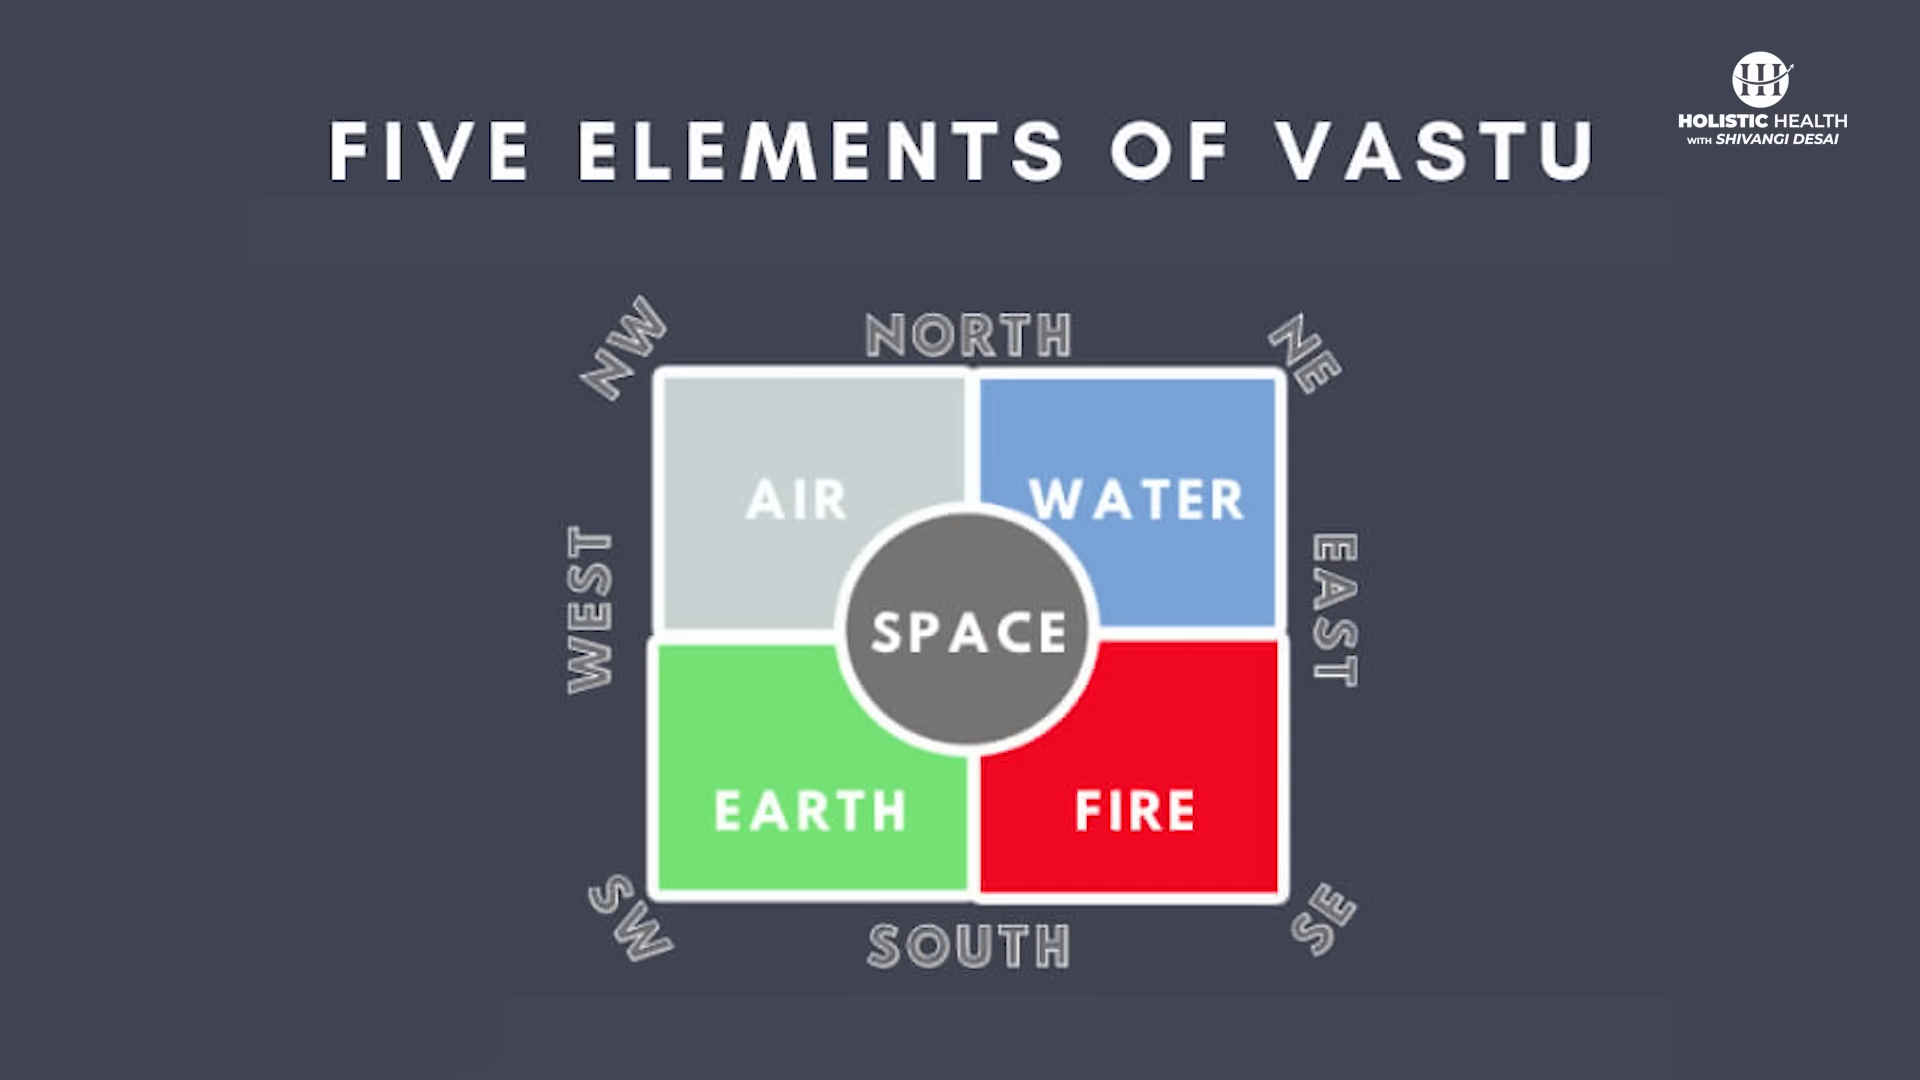 FIVE ELEMENTS OF VASTU
HOLISTIC HEALTH
WITH SHIVANGI DESAI
NW
NORTH
NE
AIR
WATER
WEST
SPACE
EAST
EARTH
FIRE
SW
SOUTH
SE